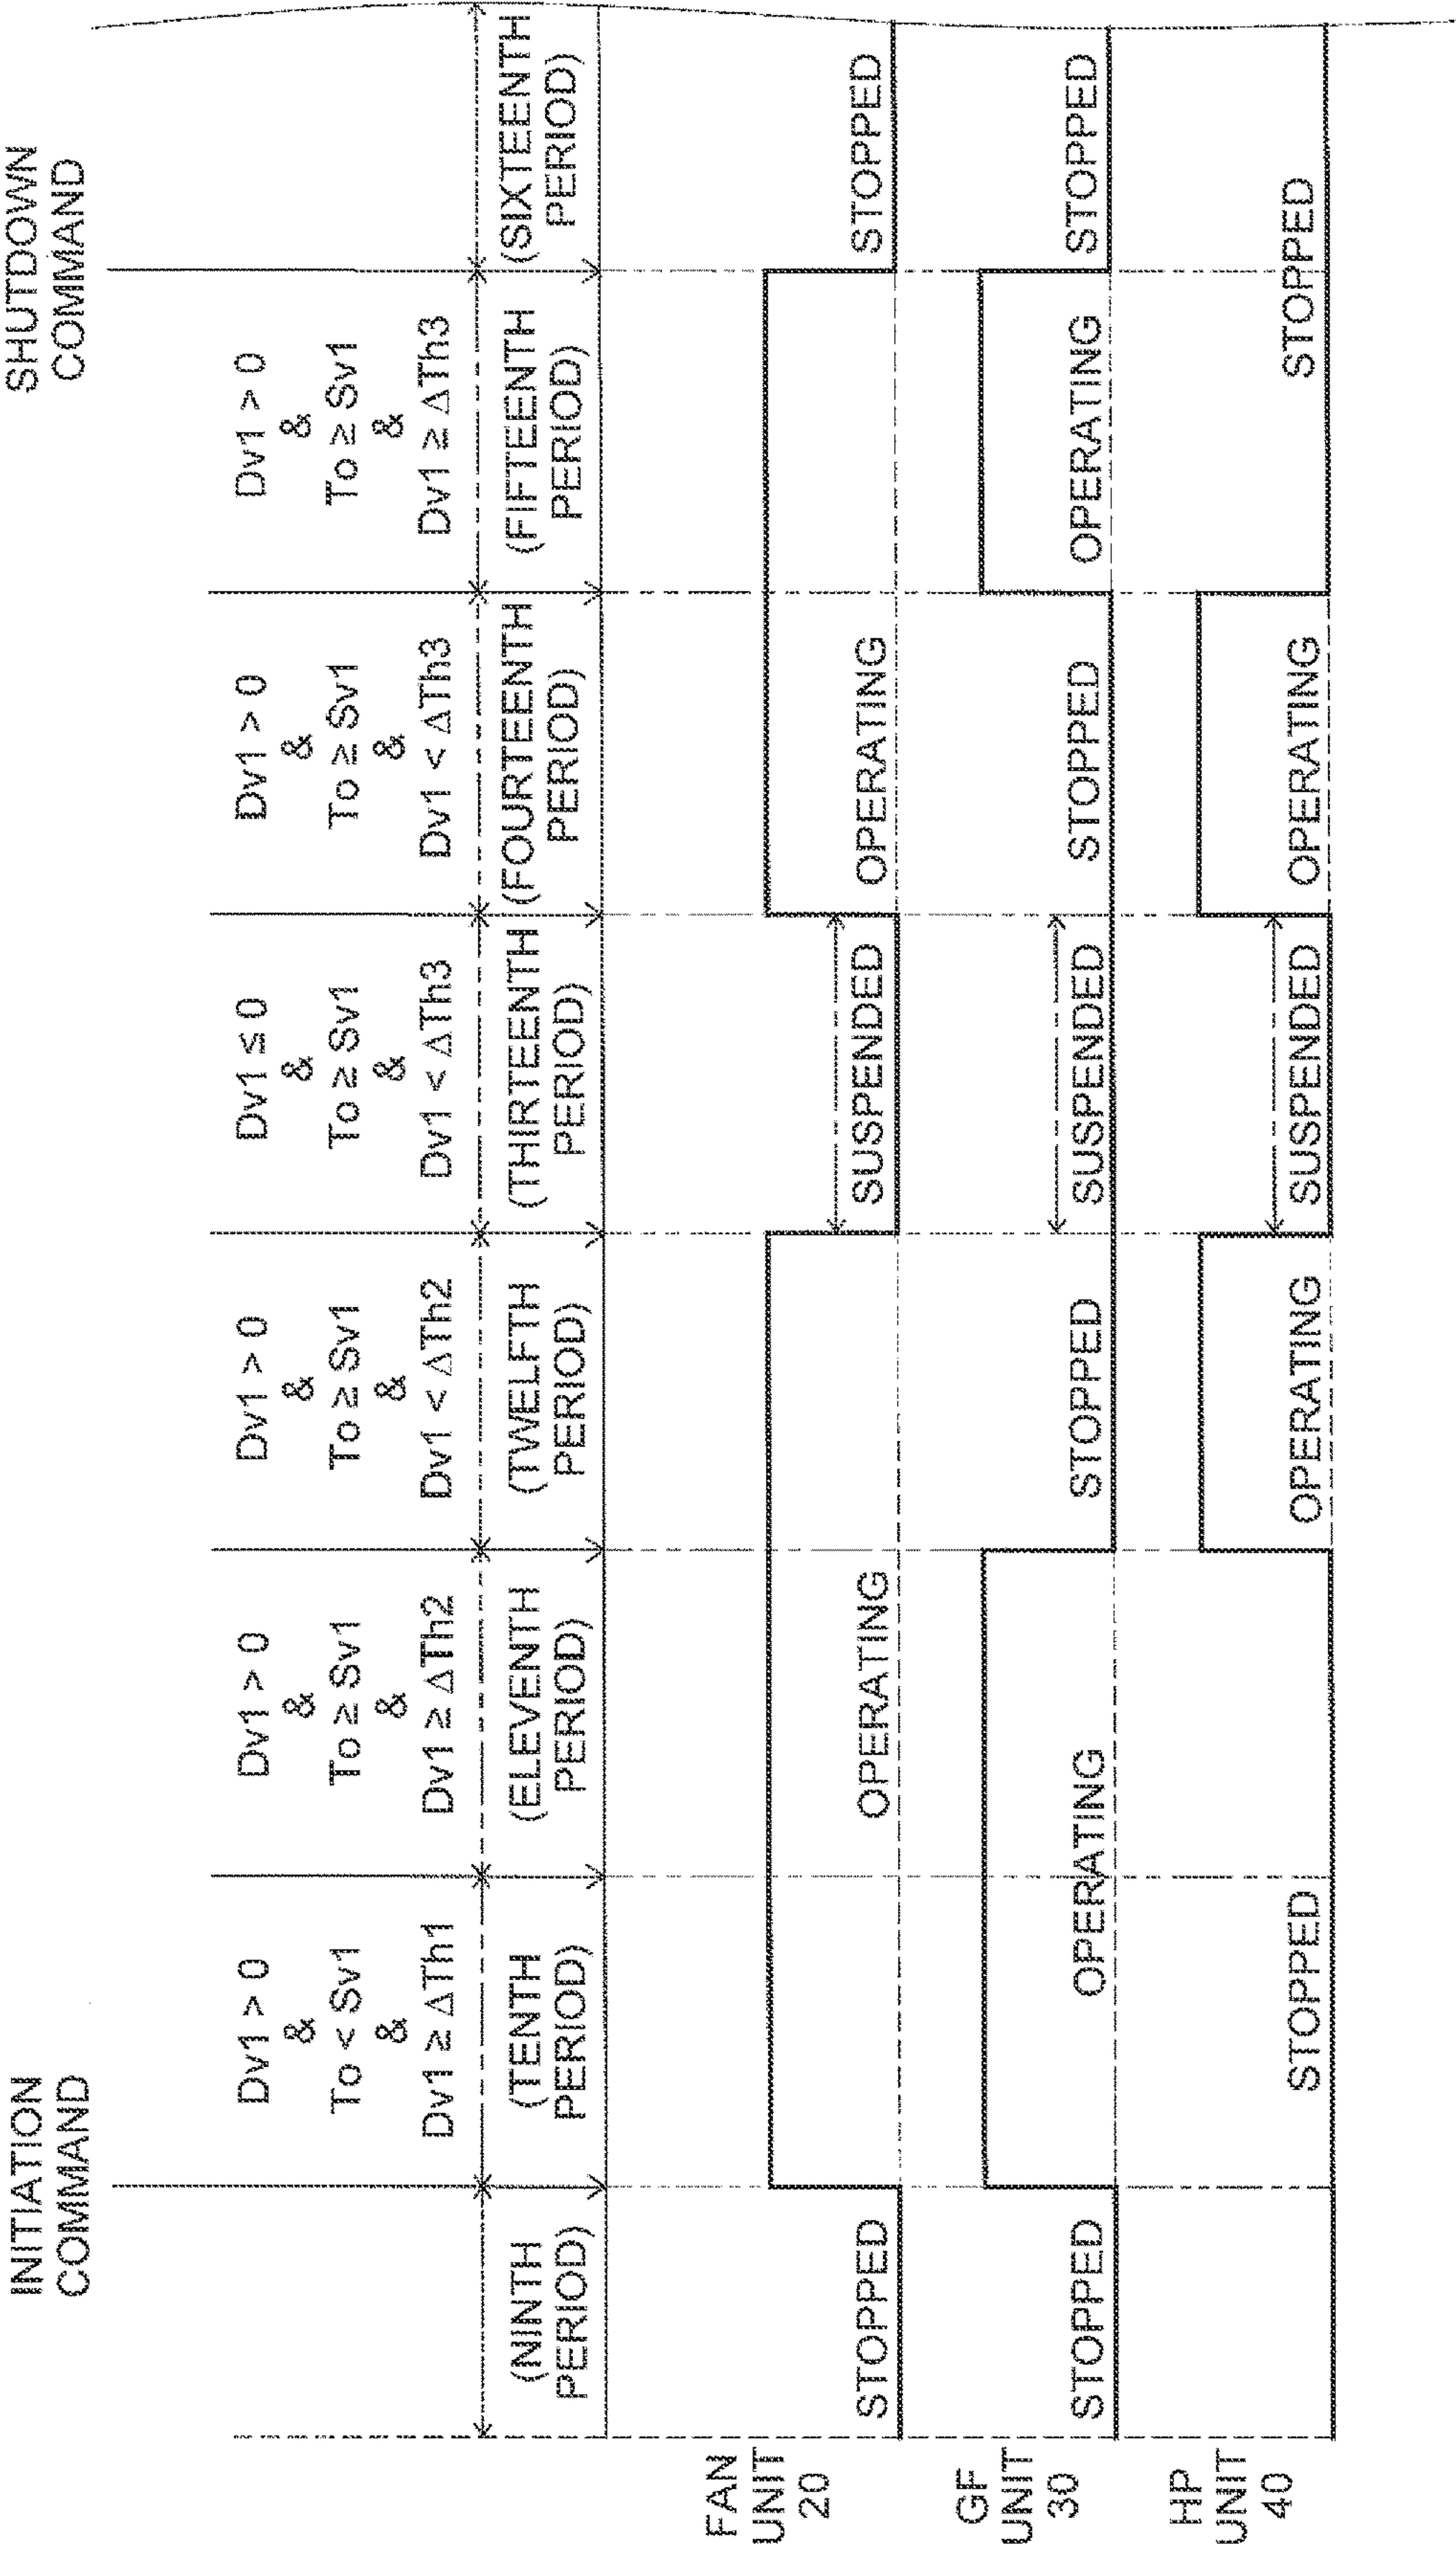 INITIATION
COMMAND
SHUTDOWN
COMMAND
Dv1 > 0
&
To < Sv1
&
Dv1 ≥ ΔTh1
Dv1 > 0
&
To ≥ Sv1
&
Dv1 ≥ ΔTh2
Dv1 > 0
&
To ≥ Sv1
&
Dv1 < ΔTh2
Dv1 ≤ 0
&
To ≥ Sv1
&
Dv1 < ΔTh3
Dv1 > 0
&
To ≥ Sv1
&
Dv1 < ΔTh3
Dv1 > 0
&
To ≥ Sv1
&
Dv1 ≥ ΔTh3
(NINTH
PERIOD)
(TENTH
PERIOD)
(ELEVENTH
PERIOD)
(TWELFTH
PERIOD)
(THIRTEENTH
PERIOD)
(FOURTEENTH
PERIOD)
(FIFTEENTH
PERIOD)
(SIXTEENTH
PERIOD)
FAN
UNIT
20
STOPPED
OPERATING
SUSPENDED
OPERATING
STOPPED
GF
UNIT
30
STOPPED
OPERATING
STOPPED
SUSPENDED
STOPPED
OPERATING
STOPPED
HP
UNIT
40
STOPPED
OPERATING
SUSPENDED
OPERATING
STOPPED